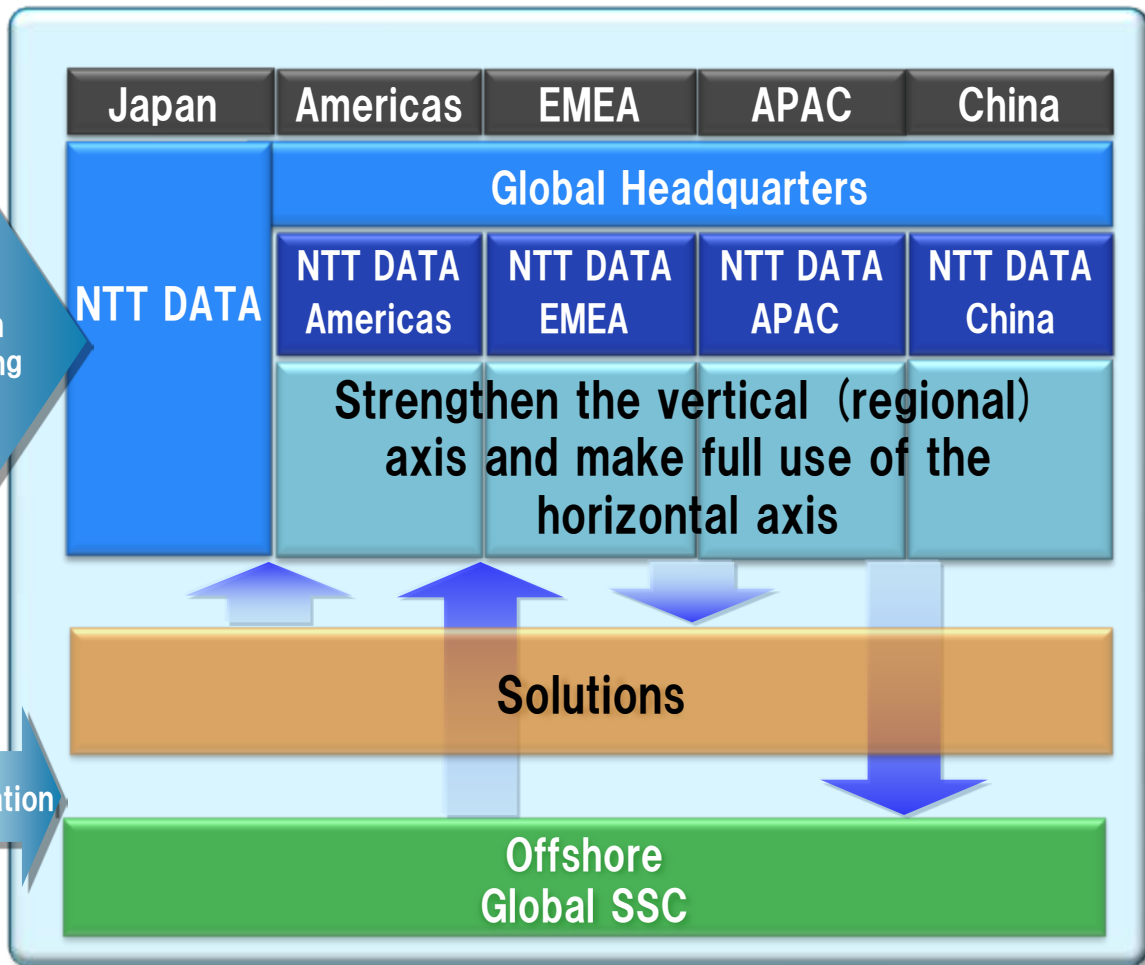 Japan
Americas
EMEA
APAC
China
Global Headquarters
NTT DATA
NTT DATA
Americas
NTT DATA
EMEA
NTT DATA
APAC
NTT DATA
China
Strengthen the vertical (regional)
axis and make full use of the
horizontal axis
Solutions
Offshore
Global SSC